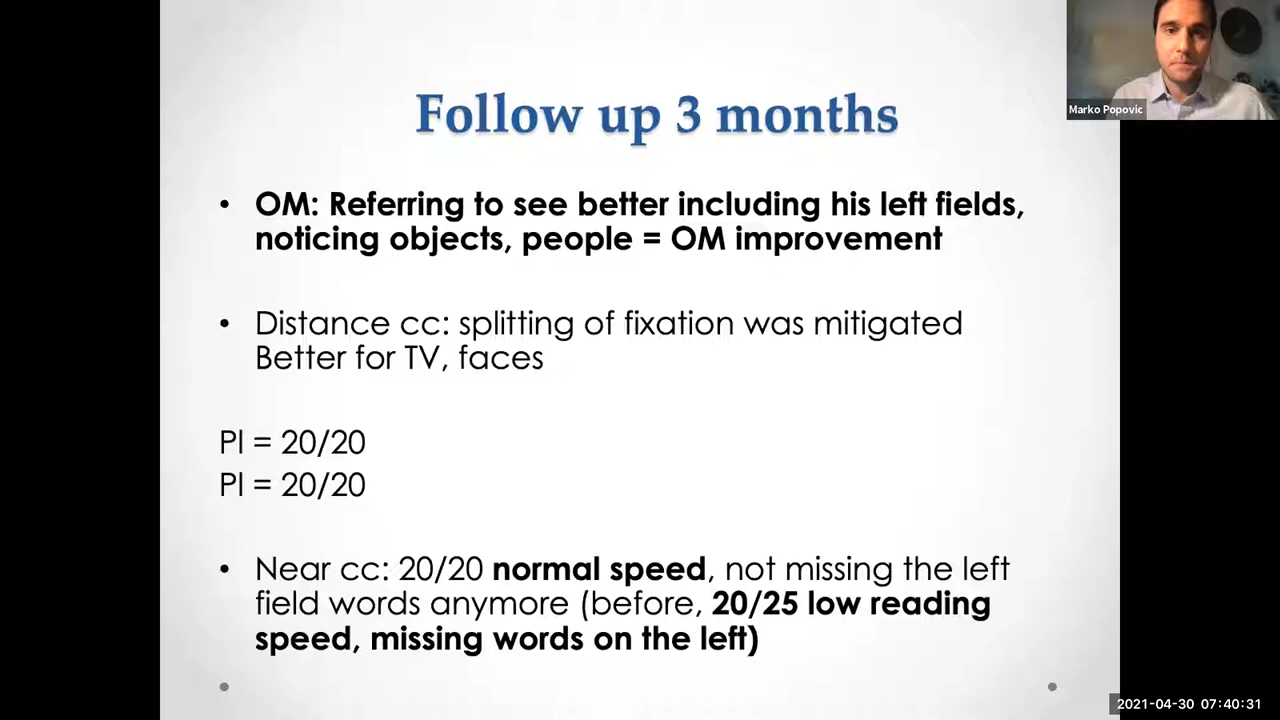 Follow up 3 months
Marko Popovic
• OM: Referring to see better including his left fields,
noticing objects, people = OM improvement
• Distance cc: splitting of fixation was mitigated
Better for TV, faces
Pl = 20/20
Pl = 20/20
• Near cc: 20/20 normal speed, not missing the left
field words anymore (before, 20/25 low reading
speed, missing words on the left)
2021-04-30 07:40:31